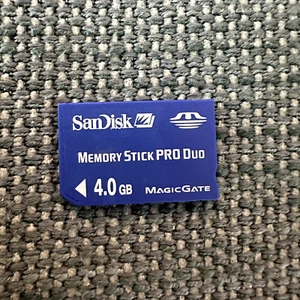 SanDisk
MEMORY STICK PRO DUO
4.0 GB MAGICGATE